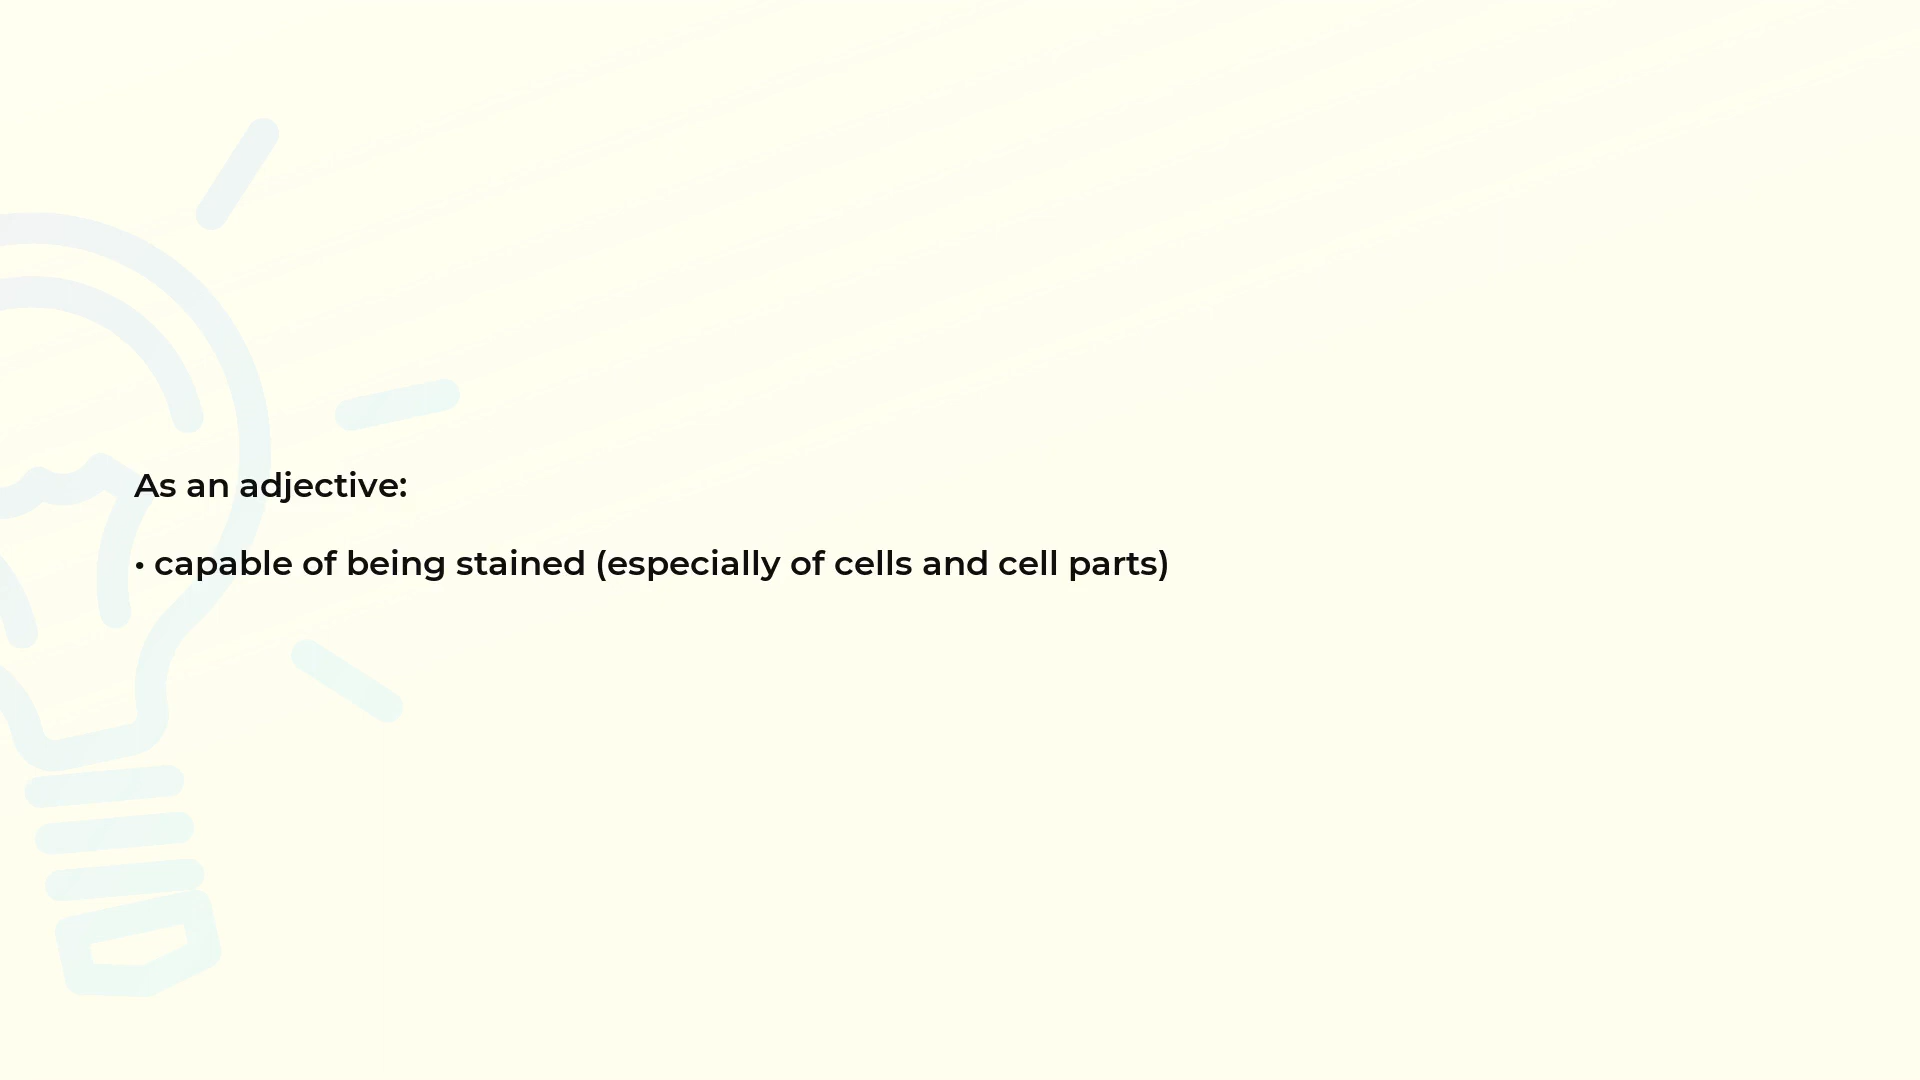 As an adjective:
• capable of being stained (especially of cells and cell parts)